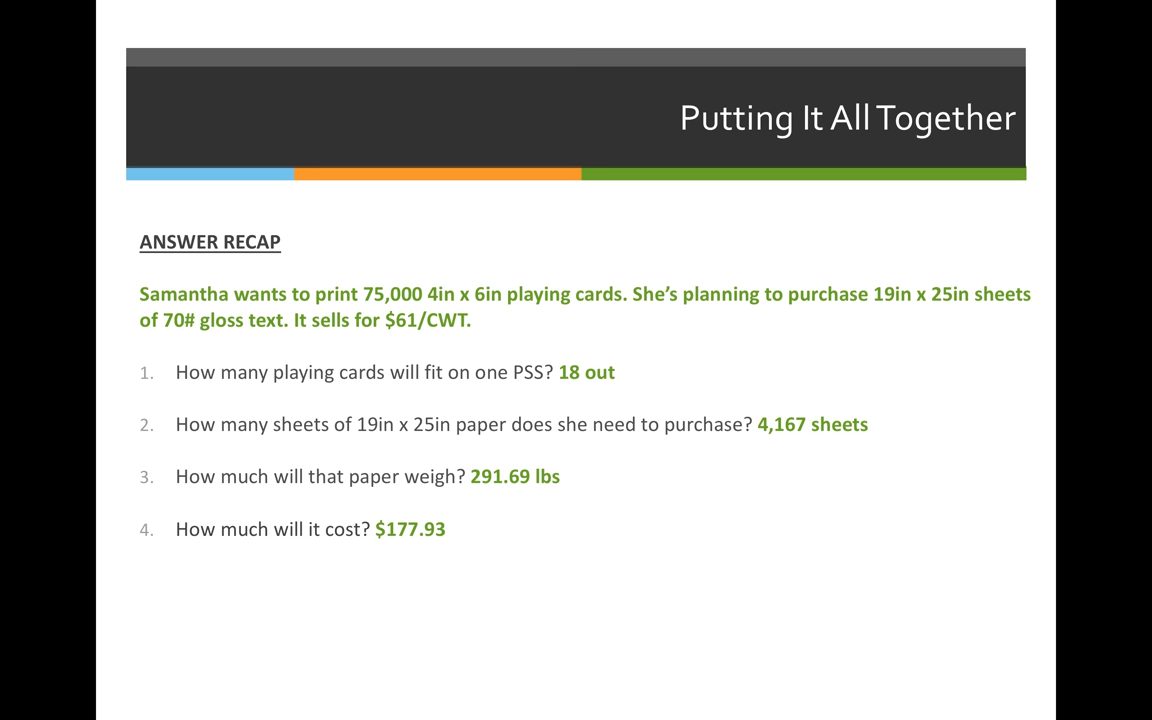 Putting It All Together
ANSWER RECAP
Samantha wants to print 75,000 4in x 6in playing cards. She’s planning to purchase 19in x 25in sheets
of 70# gloss text. It sells for $61/CWT.
1. How many playing cards will fit on one PSS? 18 out
2. How many sheets of 19in x 25in paper does she need to purchase? 4,167 sheets
3. How much will that paper weigh? 291.69 lbs
4. How much will it cost? $177.93